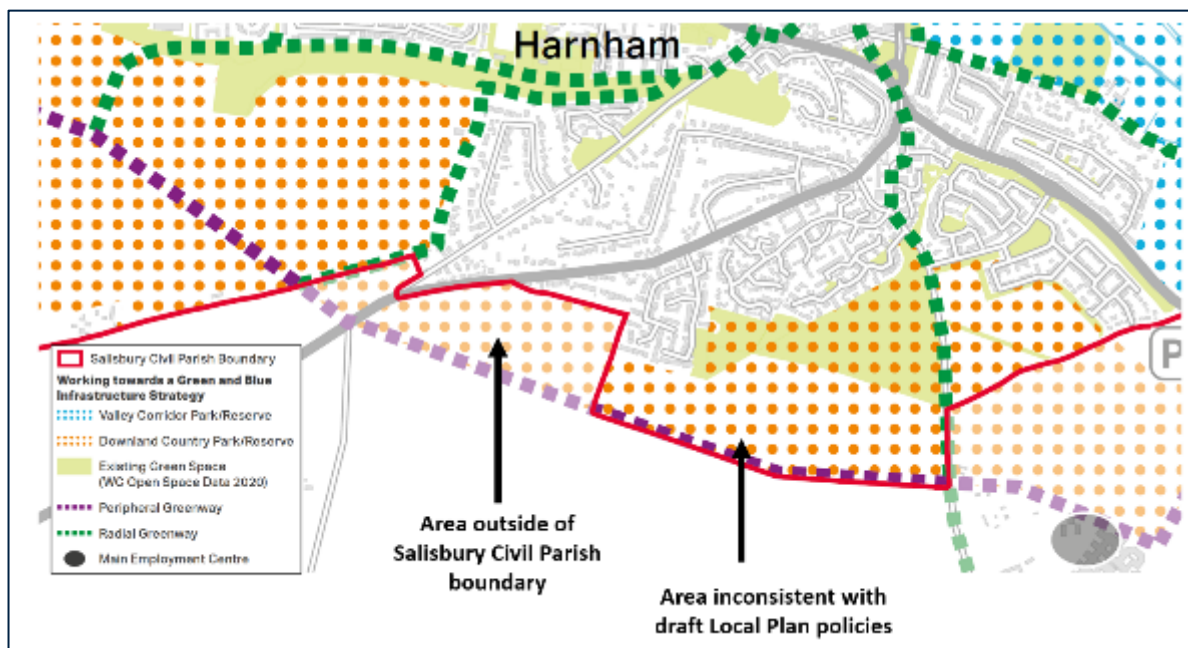 Harnham
P
Salisbury Civil Parish Boundary
Working towards a Green and Blue
Infrastructure Strategy
Valley Corridor Park/Reserve
Downland Country Park/Reserve
Existing Green Space
(WC Open Space Data 2020)
Peripheral Greenway
Radial Greenway
Main Employment Centre
Area outside of
Salisbury Civil Parish
boundary
Area inconsistent with
draft Local Plan policies